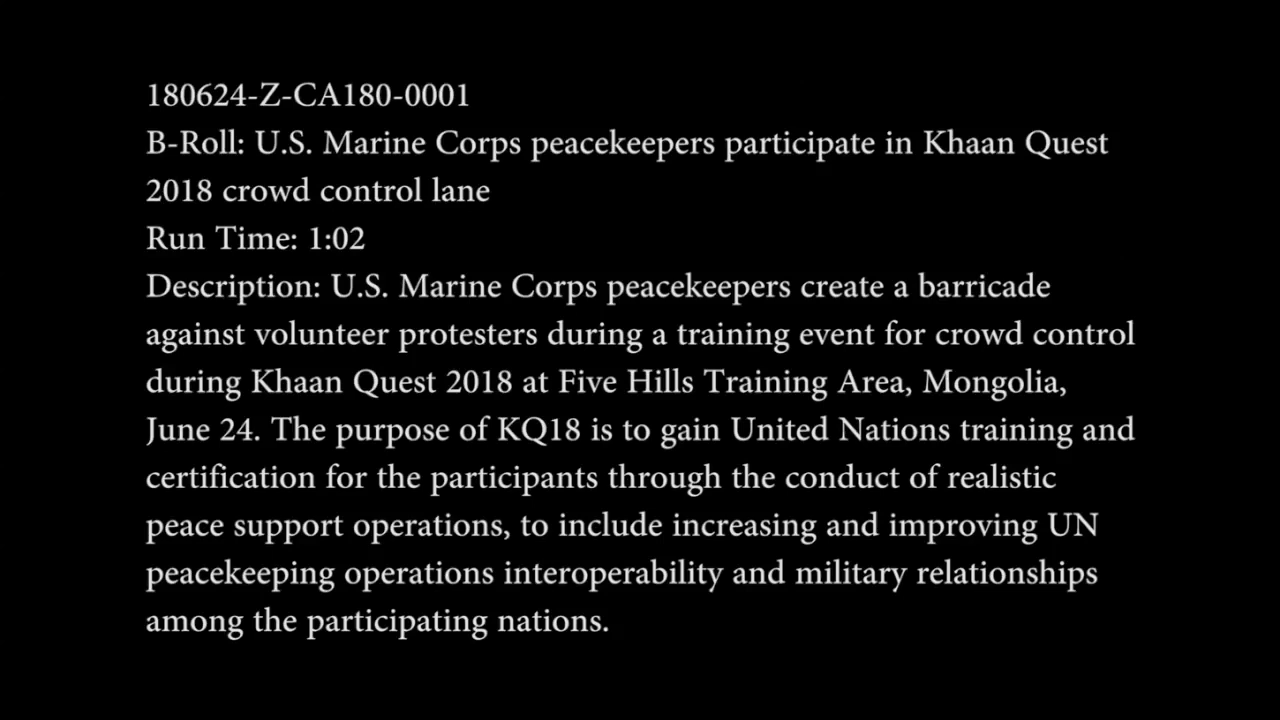 180624-Z-CA180-0001
B-Roll: U.S. Marine Corps peacekeepers participate in Khaan Quest
2018 crowd control lane
Run Time: 1:02
Description: U.S. Marine Corps peacekeepers create a barricade
against volunteer protesters during a training event for crowd control
during Khaan Quest 2018 at Five Hills Training Area, Mongolia,
June 24. The purpose of KQ18 is to gain United Nations training and
certification for the participants through the conduct of realistic
peace support operations, to include increasing and improving UN
peacekeeping operations interoperability and military relationships
among the participating nations.